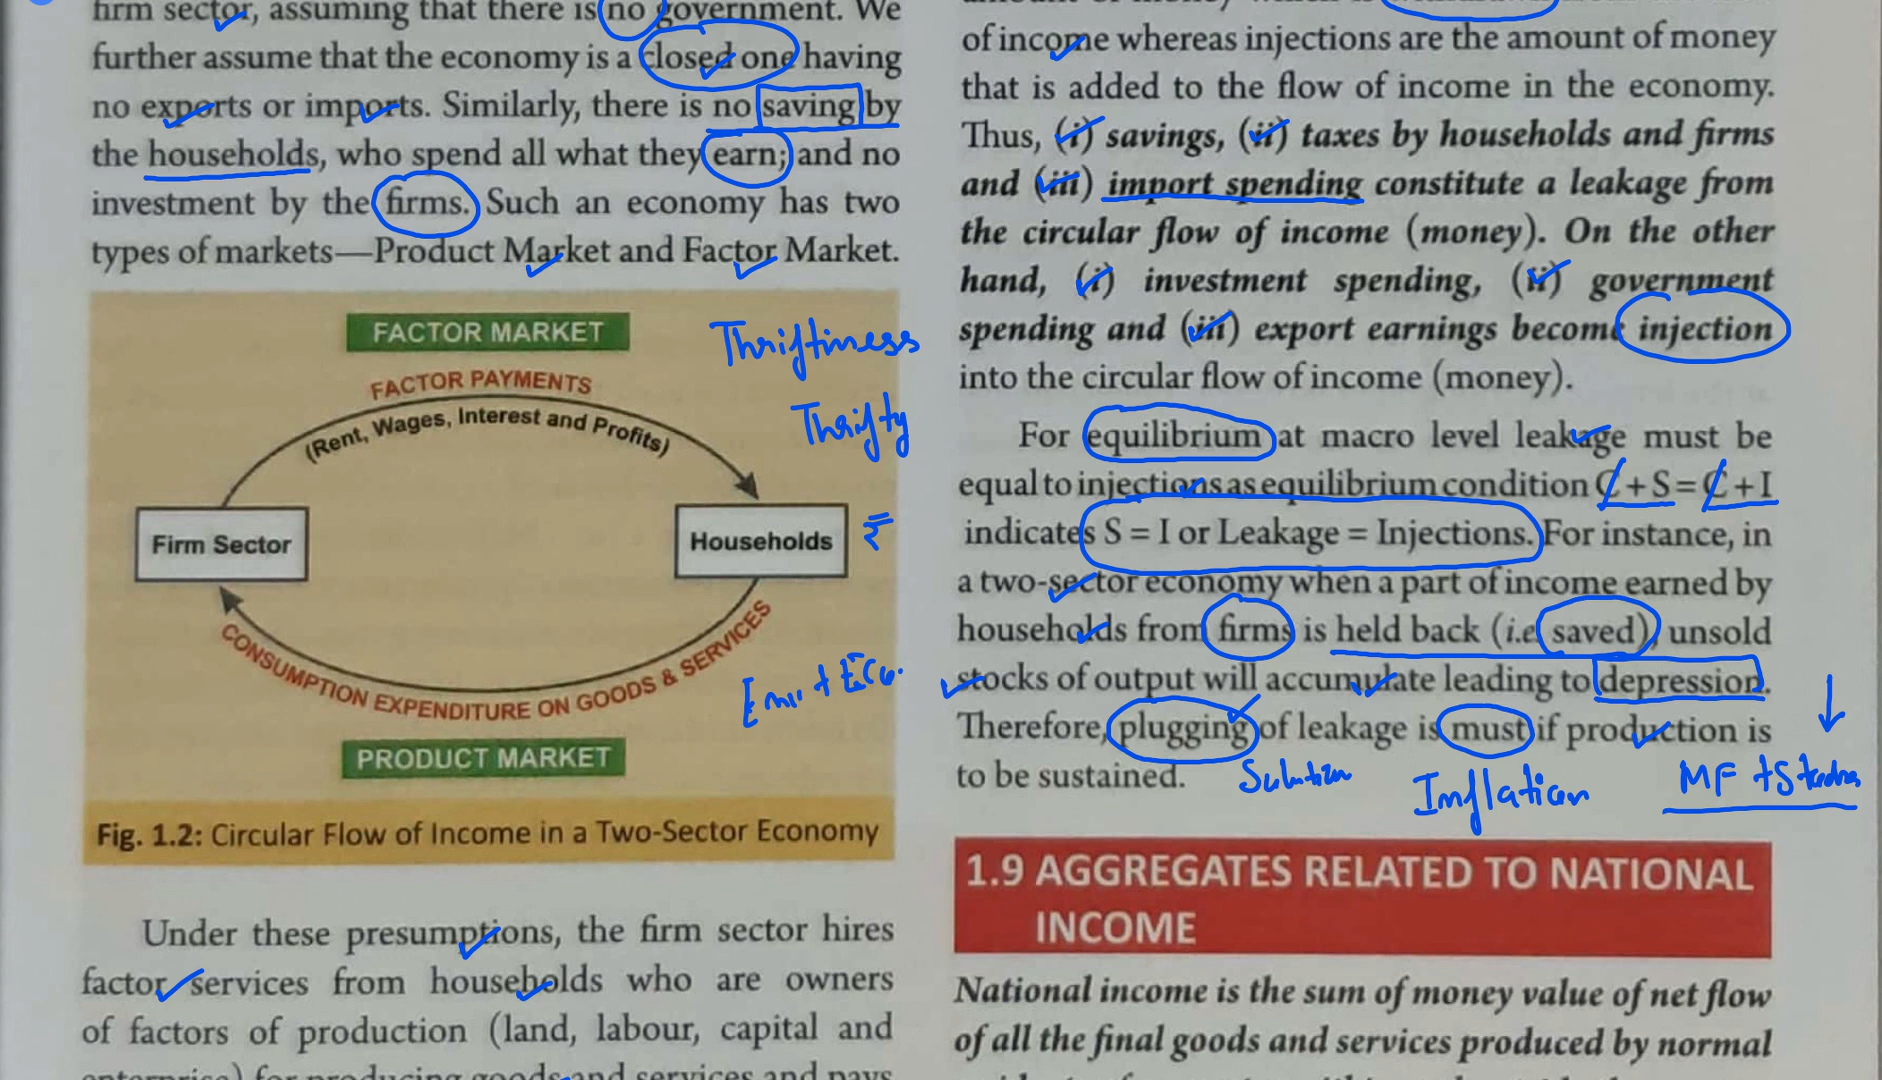 firm sector, assuming that there is no government. We
further assume that the economy is a closed one having
no exports or imports. Similarly, there is no saving by
the households, who spend all what they earn; and no
investment by the firms. Such an economy has two
types of markets—Product Market and Factor Market.
FACTOR MARKET
FACTOR PAYMENTS
(Rent, Wages, Interest and Profits)
Thriftiness
Thrifty
Firm Sector
Households
₹
CONSUMPTION EXPENDITURE ON GOODS & SERVICES
PRODUCT MARKET
Fig. 1.2: Circular Flow of Income in a Two-Sector Economy
Under these presumptions, the firm sector hires
factor services from households who are owners
of factors of production (land, labour, capital and
enterprise) for producing goods and services and pays
of income whereas injections are the amount of money
that is added to the flow of income in the economy.
Thus, (i) savings, (ii) taxes by households and firms
and (iii) import spending constitute a leakage from
the circular flow of income (money). On the other
hand, (i) investment spending, (ii) government
spending and (iii) export earnings become injection
into the circular flow of income (money).
For equilibrium at macro level leakage must be
equal to injections as equilibrium condition C + S = C + I
indicates S = I or Leakage = Injections. For instance, in
a two-sector economy when a part of income earned by
households from firms is held back (i.e. saved), unsold
stocks of output will accumulate leading to depression.
Therefore, plugging of leakage is must if production is
to be sustained.
Solution
Inflation
MF +
1.9 AGGREGATES RELATED TO NATIONAL
INCOME
National income is the sum of money value of net flow
of all the final goods and services produced by normal